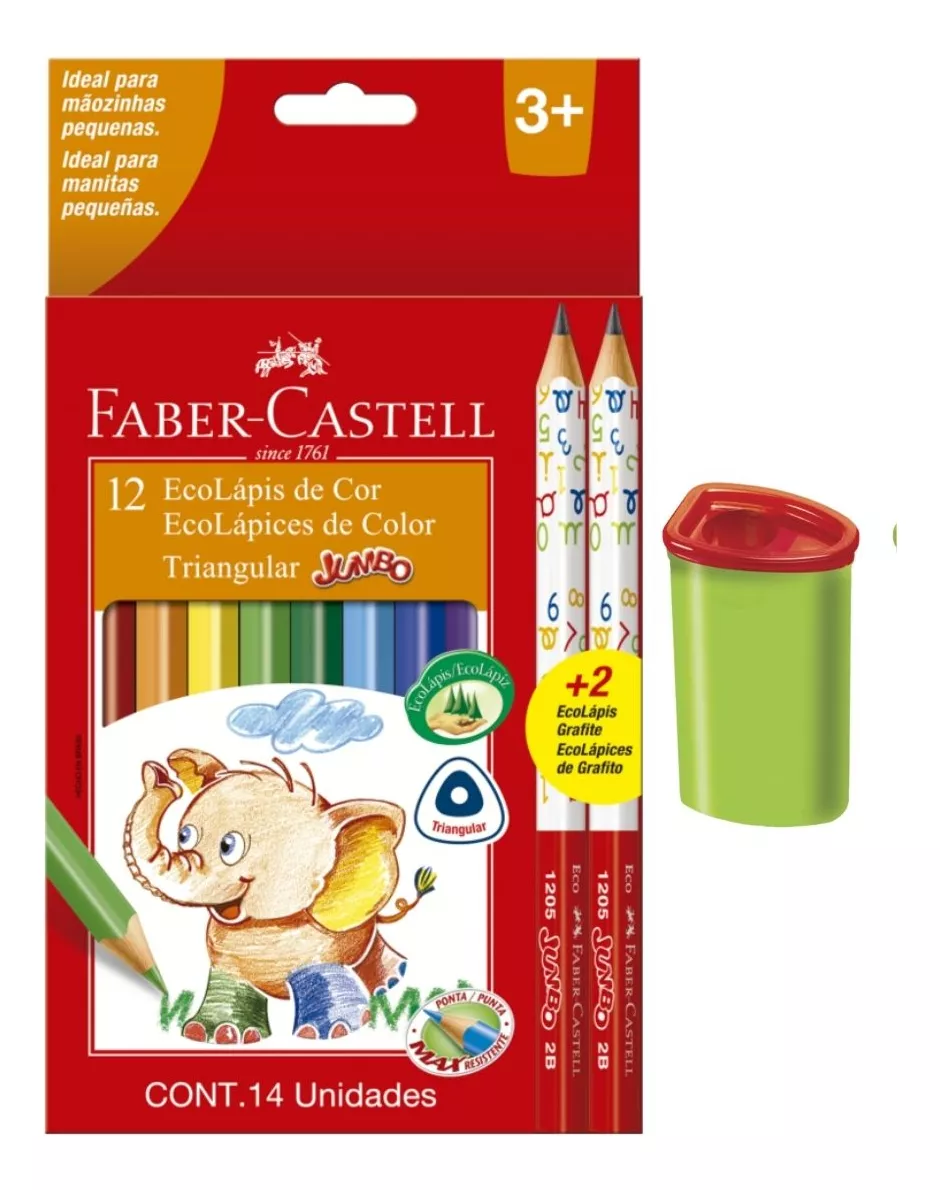 Ideal para
mãozinhas
pequenas.
Ideal para
manitas
pequeñas.
3+
FABER-CASTELL
since 1761
12 EcoLápis de Cor
EcoLápices de Color
Triangular JUMBO
EcoLápis/EcoLápiz
+2
EcoLápis
Grafite
EcoLápices
de Grafito
Triangular
1205 JUMBO 2B
ECO FABER-CASTELL
1205 JUMBO 2B
ECO FABER-CASTELL
PONTA / PUNTA
MAX RESISTENTE
CONT.14 Unidades